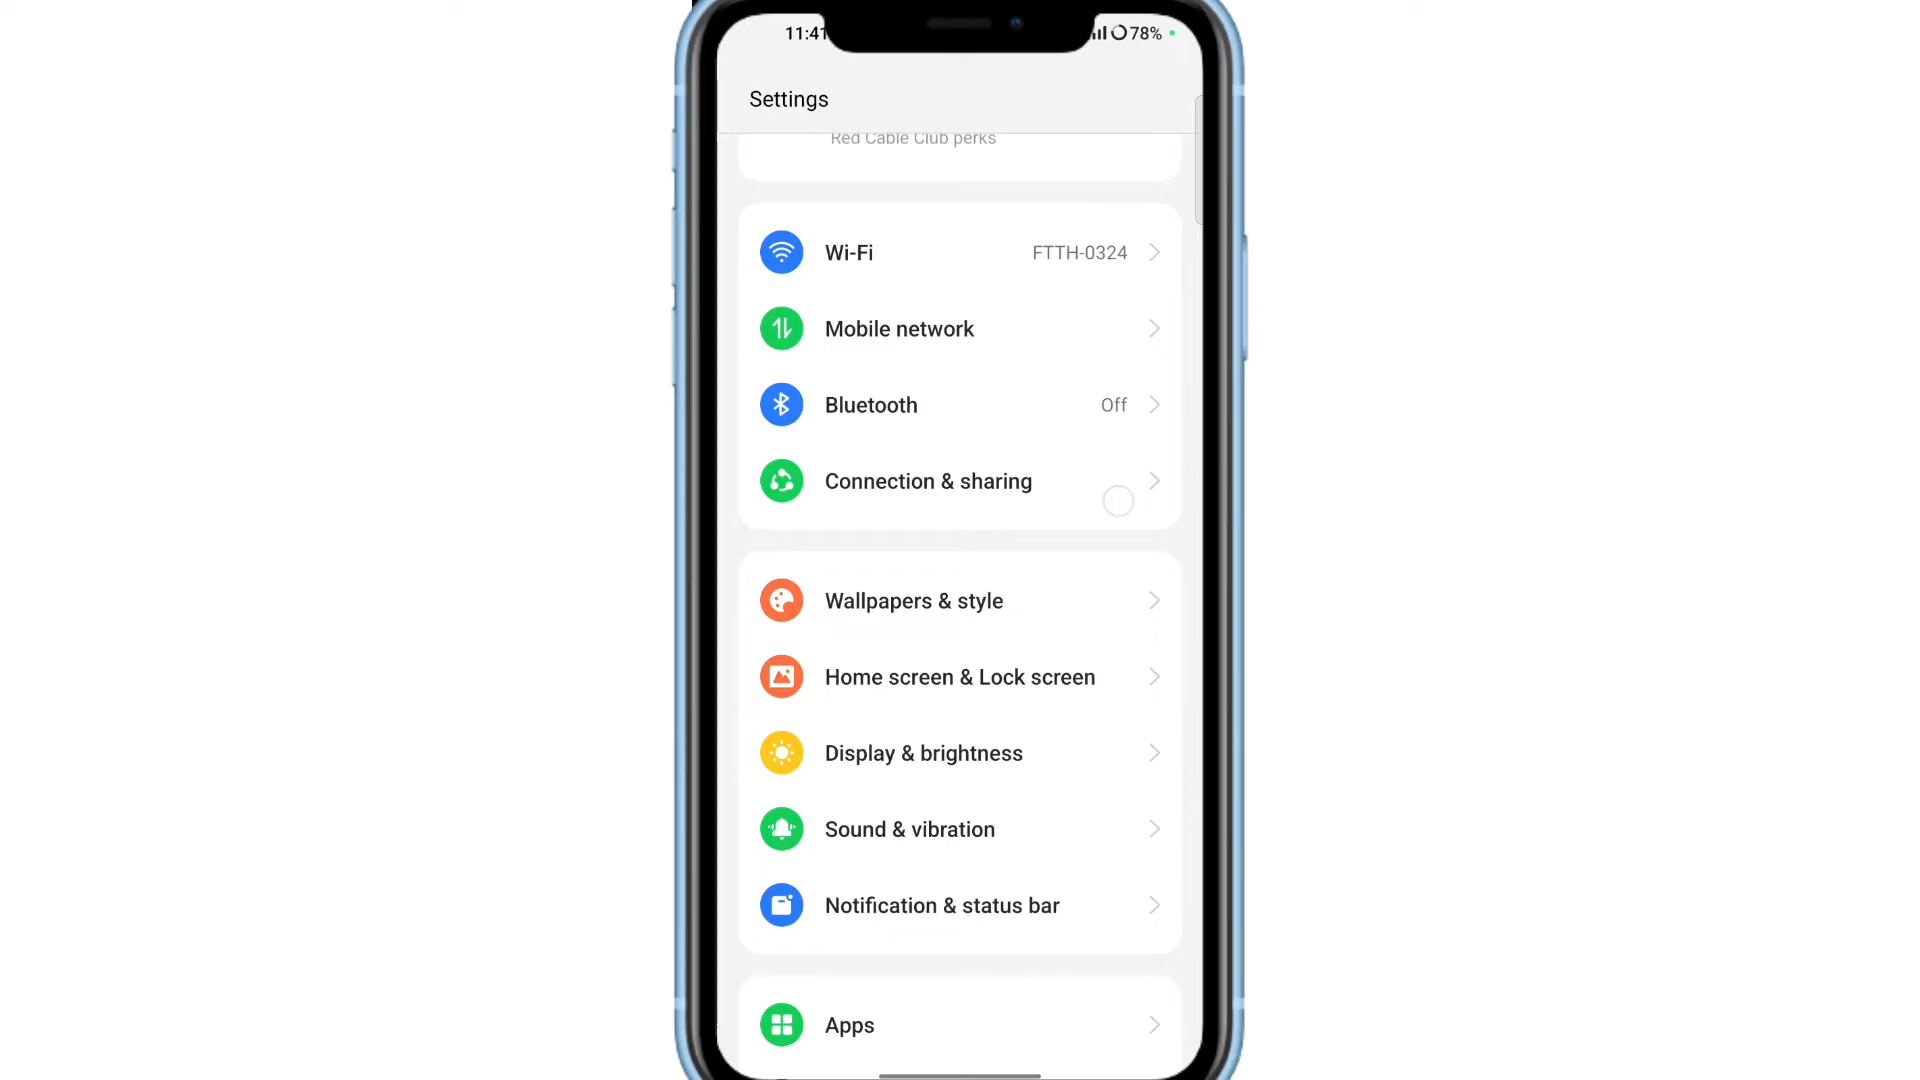 11:41
78%
Settings
Red Cable Club perks
Wi-Fi FTTH-0324
Mobile network
Bluetooth Off
Connection & sharing
Wallpapers & style
Home screen & Lock screen
Display & brightness
Sound & vibration
Notification & status bar
Apps